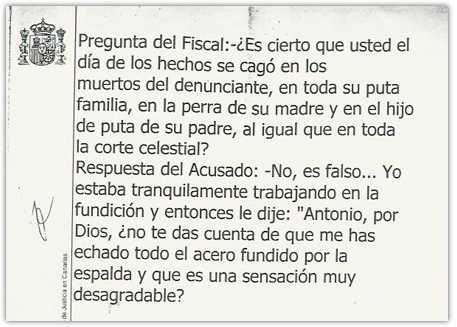 Pregunta del Fiscal:-¿Es cierto que usted el
día de los hechos se cagó en los
muertos del denunciante, en toda su puta
familia, en la perra de su madre y en el hijo
de puta de su padre, al igual que en toda
la corte celestial?
Respuesta del Acusado: -No, es falso... Yo
estaba tranquilamente trabajando en la
fundición y entonces le dije: "Antonio, por
Dios, ¿no te das cuenta de que me has
echado todo el acero fundido por la
espalda y que es una sensación muy
desagradable?
de Justicia en Canarias